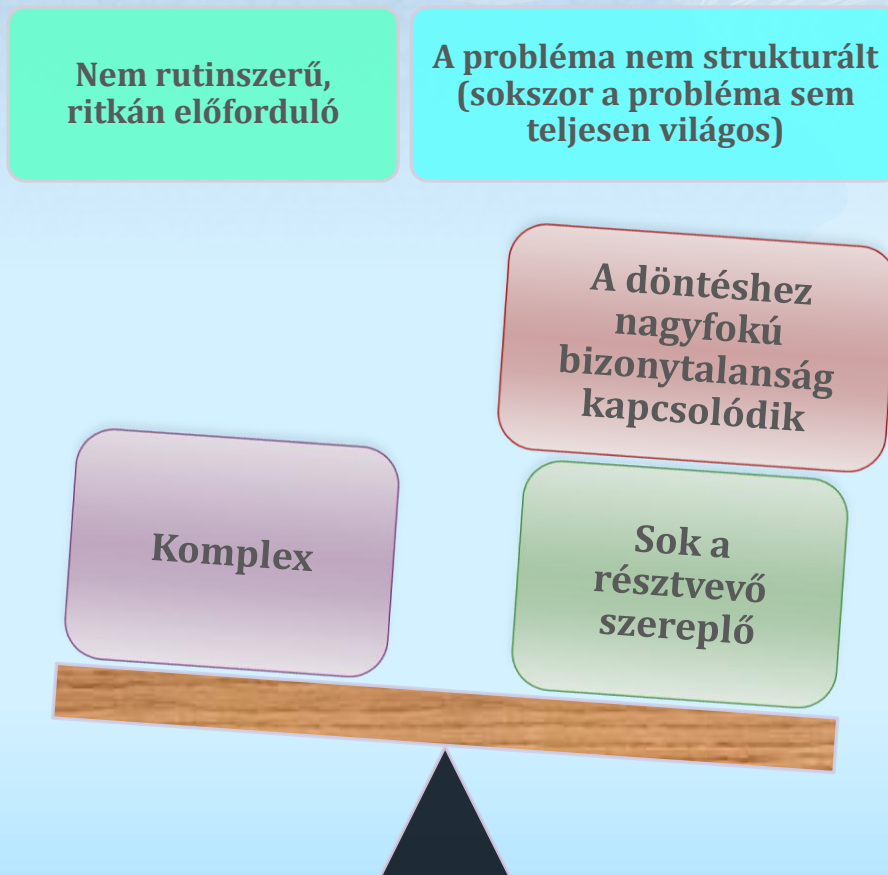 Nem rutinszerű,
ritkán előforduló
A probléma nem strukturált
(sokszor a probléma sem
teljesen világos)
A döntéshez
nagyfokú
bizonytalanság
kapcsolódik
Komplex
Sok a
résztvevő
szereplő